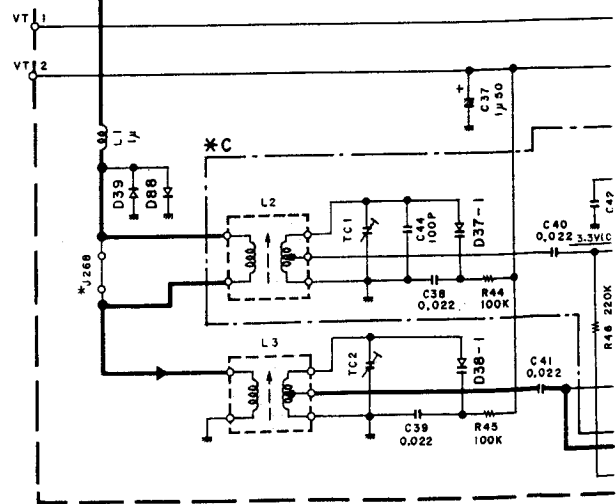 VT 1
VT 2
+
C37
1μ50
L1
1μ
*C
D39
D88
L2
TC1
C44
100P
D37-1
C42
C40
0.022
3.3V(C
*J268
C38
0.022
R44
100K
R46 220K
L3
TC2
D38-1
C41
0.022
C39
0.022
R45
100K